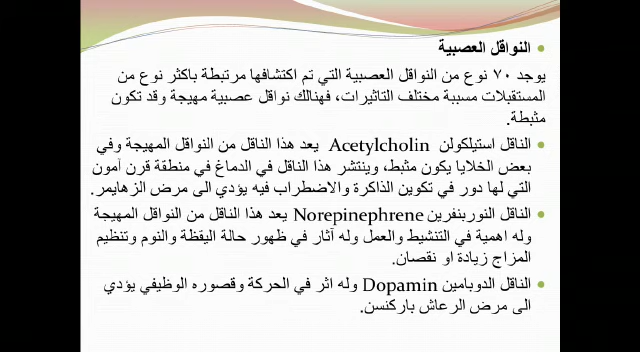 النواقل العصبية
يوجد ٧٠ نوع من النواقل العصبية التي تم اكتشافها مرتبطة باكثر نوع من
المستقبلات مسببة مختلف التاثيرات، فهنالك نواقل عصبية مهيجة وقد تكون
مثبطة.
الناقل استيلكولن Acetylcholin يعد هذا الناقل من النواقل المهيجة وفي
بعض الخلايا يكون مثبط، وينتشر هذا الناقل في الدماغ في منطقة قرن آمون
التي لها دور في تكوين الذاكرة والاضطراب فيه يؤدي الى مرض الزهايمر.
الناقل النوربنفرين Norepinephrene يعد هذا الناقل من النواقل المهيجة
وله اهمية في التنشيط والعمل وله آثار في ظهور حالة اليقظة والنوم وتنظيم
المزاج زيادة او نقصان.
الناقل الدوبامين Dopamin وله اثر في الحركة وقصوره الوظيفي يؤدي
الى مرض الرعاش باركنسن.